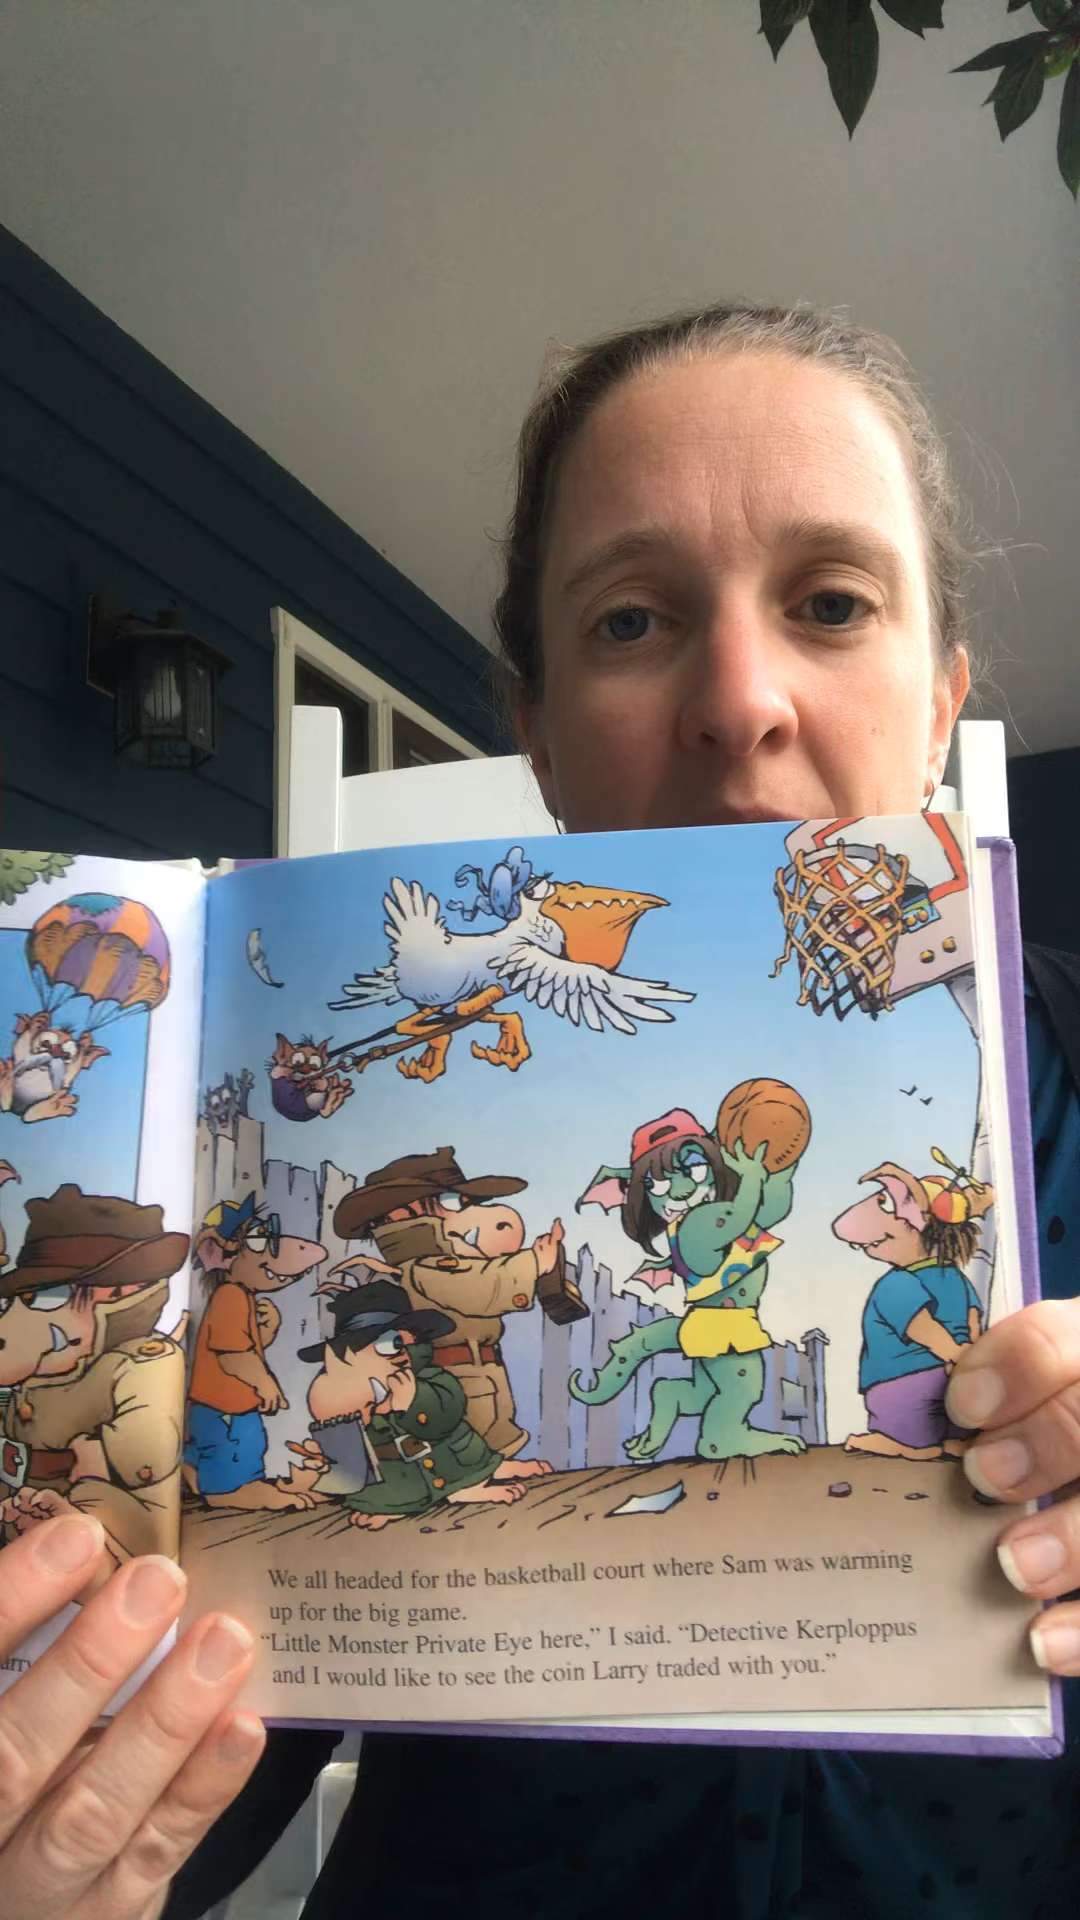 We all headed for the basketball court where Sam was warming
up for the big game.
“Little Monster Private Eye here,” I said. “Detective Kerploppus
and I would like to see the coin Larry traded with you.”